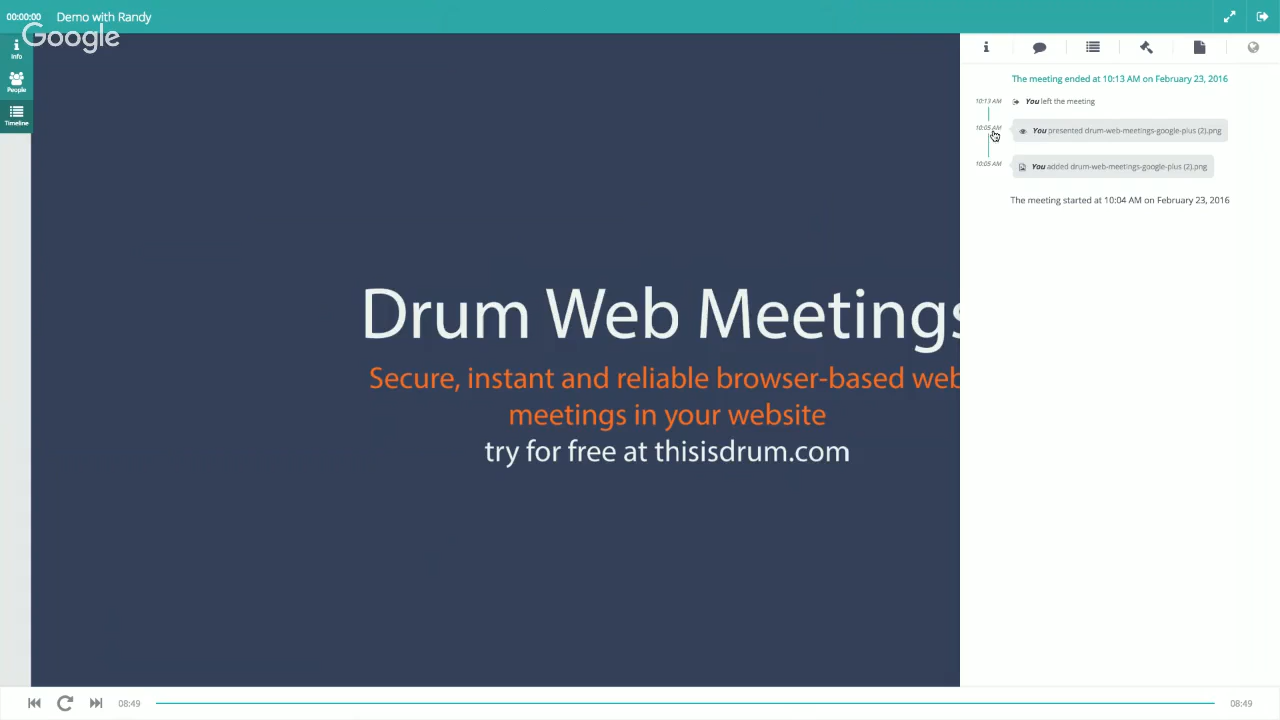 00:00:00 Demo with Randy
Google
Info
People
Timeline
The meeting ended at 10:13 AM on February 23, 2016
10:13 AM You left the meeting
10:05 AM You presented drum-web-meetings-google-plus (2).png
10:05 AM You added drum-web-meetings-google-plus (2).png
The meeting started at 10:04 AM on February 23, 2016
Drum Web Meetings
Secure, instant and reliable browser-based web
meetings in your website
try for free at thisisdrum.com
08:49 08:49